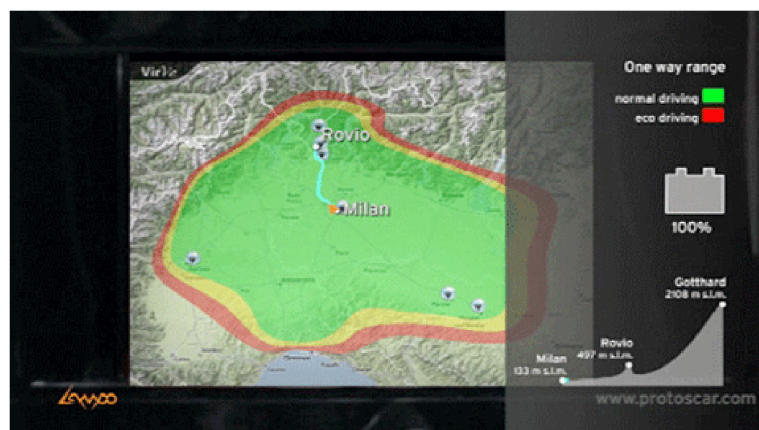 One way range
normal driving
eco driving
Rovio
Milan
100%
Gotthard
2108 m s.l.m.
Rovio
497 m s.l.m.
Milan
133 m s.l.m.
www.protoscar.com